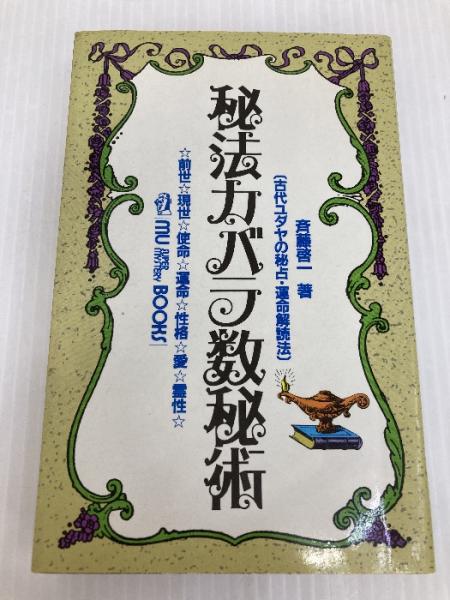 斉藤啓一 著
〔古代ユダヤの秘占・運命解読法〕
秘法カバラ数秘術
☆前世☆現世☆使命☆運命☆性格☆愛☆霊性☆
MU SUPER MYSTERY BOOKS